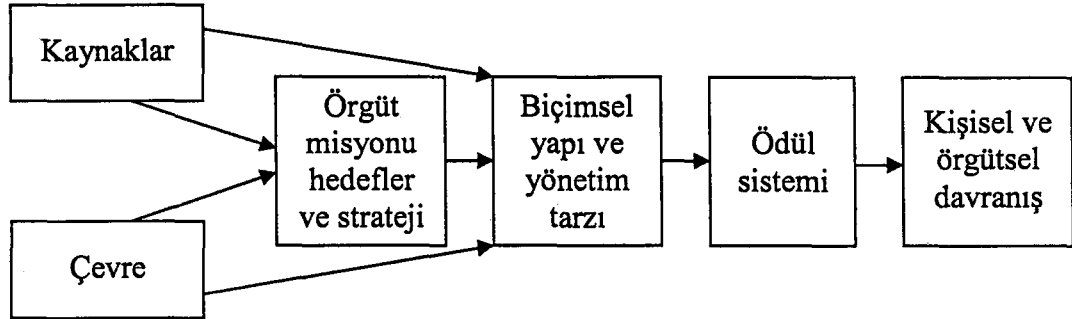 Kaynaklar
Örgüt
misyonu
hedefler
ve strateji
Biçimsel
yapı ve
yönetim
tarzı
Ödül
sistemi
Kişisel ve
örgütsel
davranış
Çevre